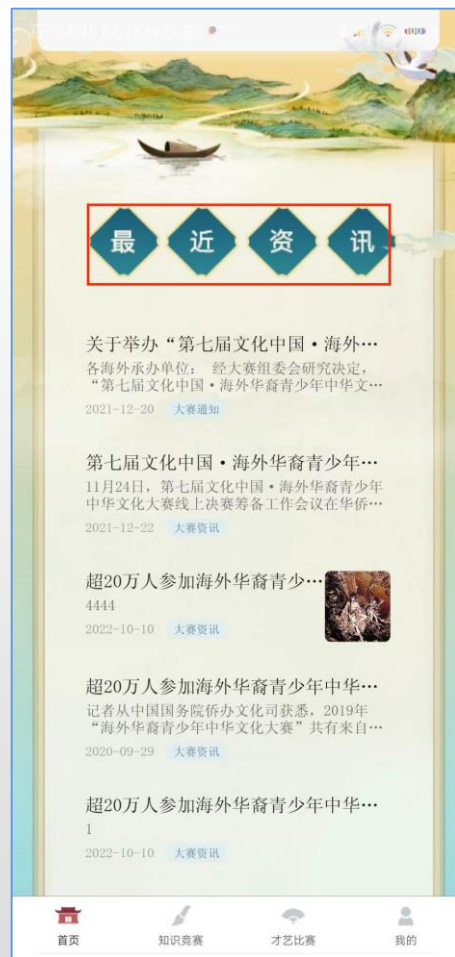 最近资讯
关于举办“第七届文化中国·海外…
各海外承办单位： 经大赛组委会研究决定，
“第七届文化中国·海外华裔青少年中华文…
2021-12-20 大赛通知
第七届文化中国·海外华裔青少年…
11月24日，第七届文化中国·海外华裔青少年
中华文化大赛线上决赛筹备工作会议在华侨…
2021-12-22 大赛资讯
超20万人参加海外华裔青少…
4444
2022-10-10 大赛资讯
超20万人参加海外华裔青少年中华…
记者从中国国务院侨办文化司获悉，2019年
“海外华裔青少年中华文化大赛”共有来自…
2020-09-29 大赛资讯
超20万人参加海外华裔青少年中华…
1
2022-10-10 大赛资讯
首页 知识竞赛 才艺比赛 我的